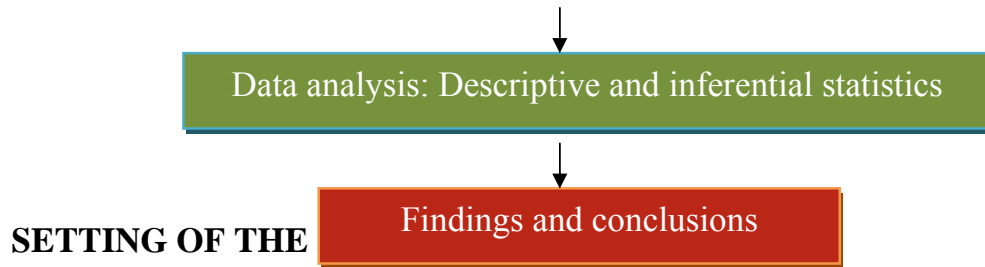 Data analysis: Descriptive and inferential statistics
Findings and conclusions
SETTING OF THE